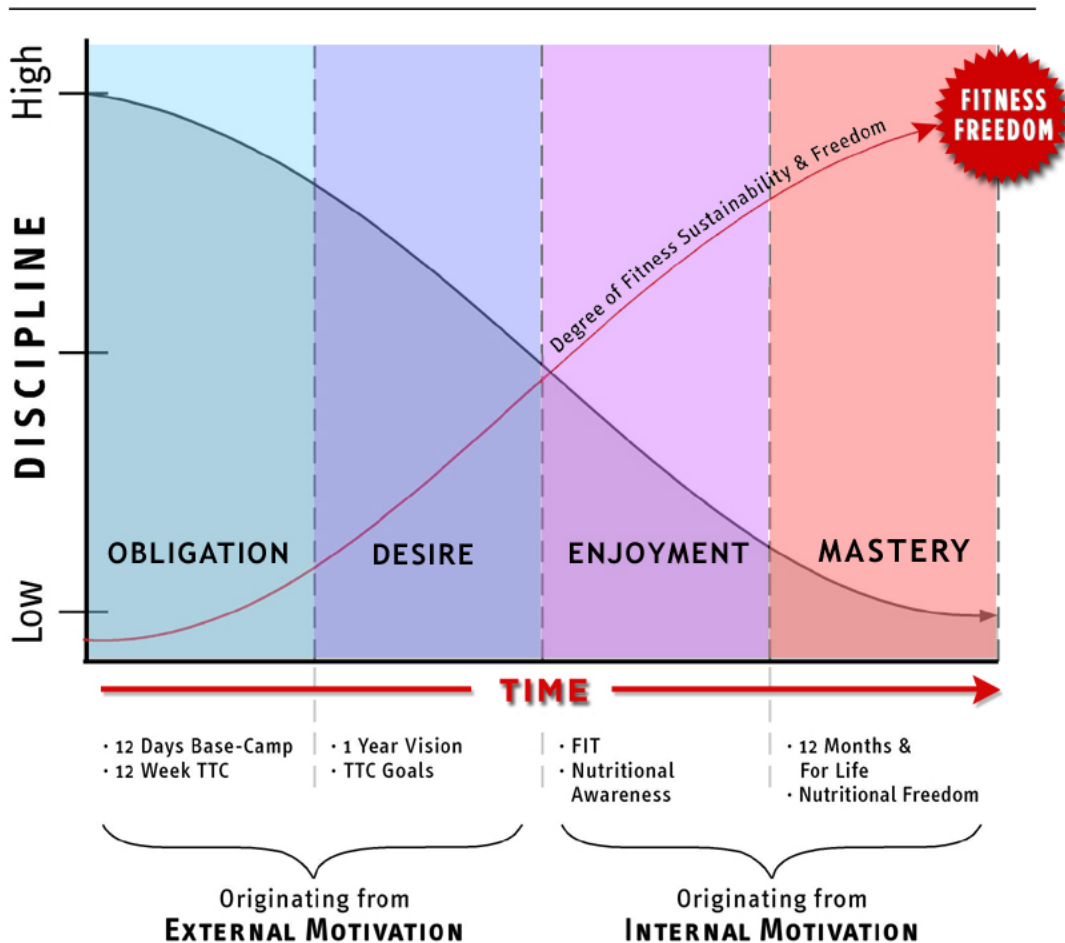 High
DISCIPLINE
Low
FITNESS
FREEDOM
Degree of Fitness Sustainability & Freedom
OBLIGATION
DESIRE
ENJOYMENT
MASTERY
TIME
· 12 Days Base-Camp
· 12 Week TTC
· 1 Year Vision
· TTC Goals
· FIT
· Nutritional
Awareness
· 12 Months &
For Life
· Nutritional Freedom
Originating from
EXTERNAL MOTIVATION
Originating from
INTERNAL MOTIVATION